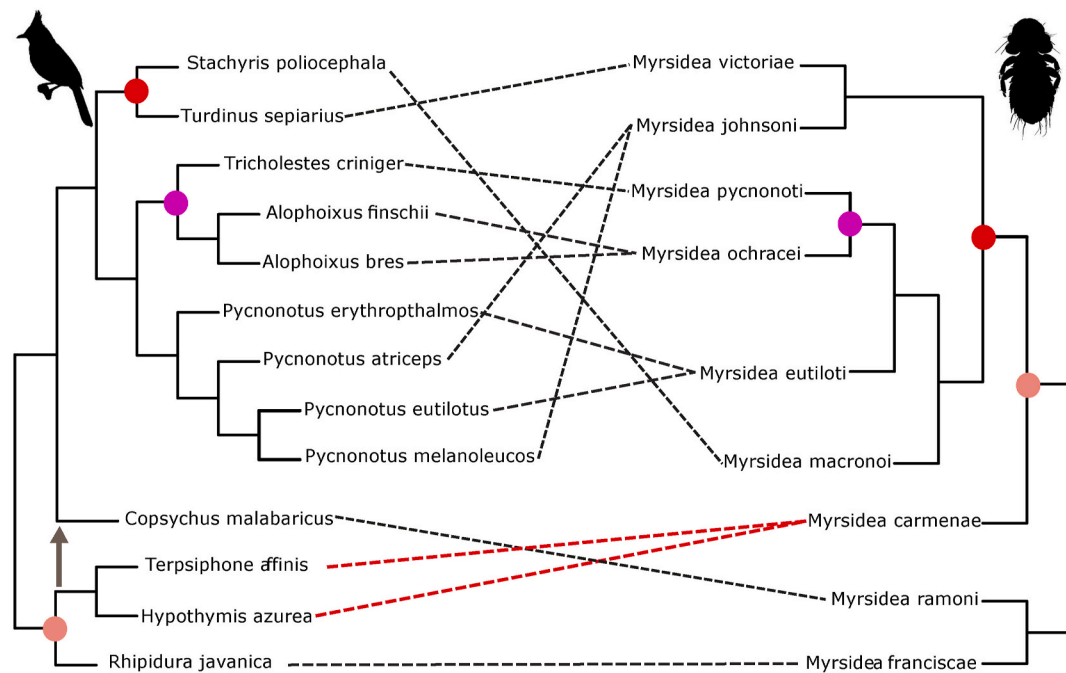 Stachyris poliocephala
Turdinus sepiarius
Tricholestes criniger
Alophoixus finschii
Alophoixus bres
Pycnonotus erythropthalmos
Pycnonotus atriceps
Pycnonotus eutilotus
Pycnonotus melanoleucos
Copsychus malabaricus
Terpsiphone affinis
Hypothymis azurea
Rhipidura javanica
Myrsidea victoriae
Myrsidea johnsoni
Myrsidea pycnonoti
Myrsidea ochracei
Myrsidea eutiloti
Myrsidea macronoi
Myrsidea carmenae
Myrsidea ramoni
Myrsidea franciscae